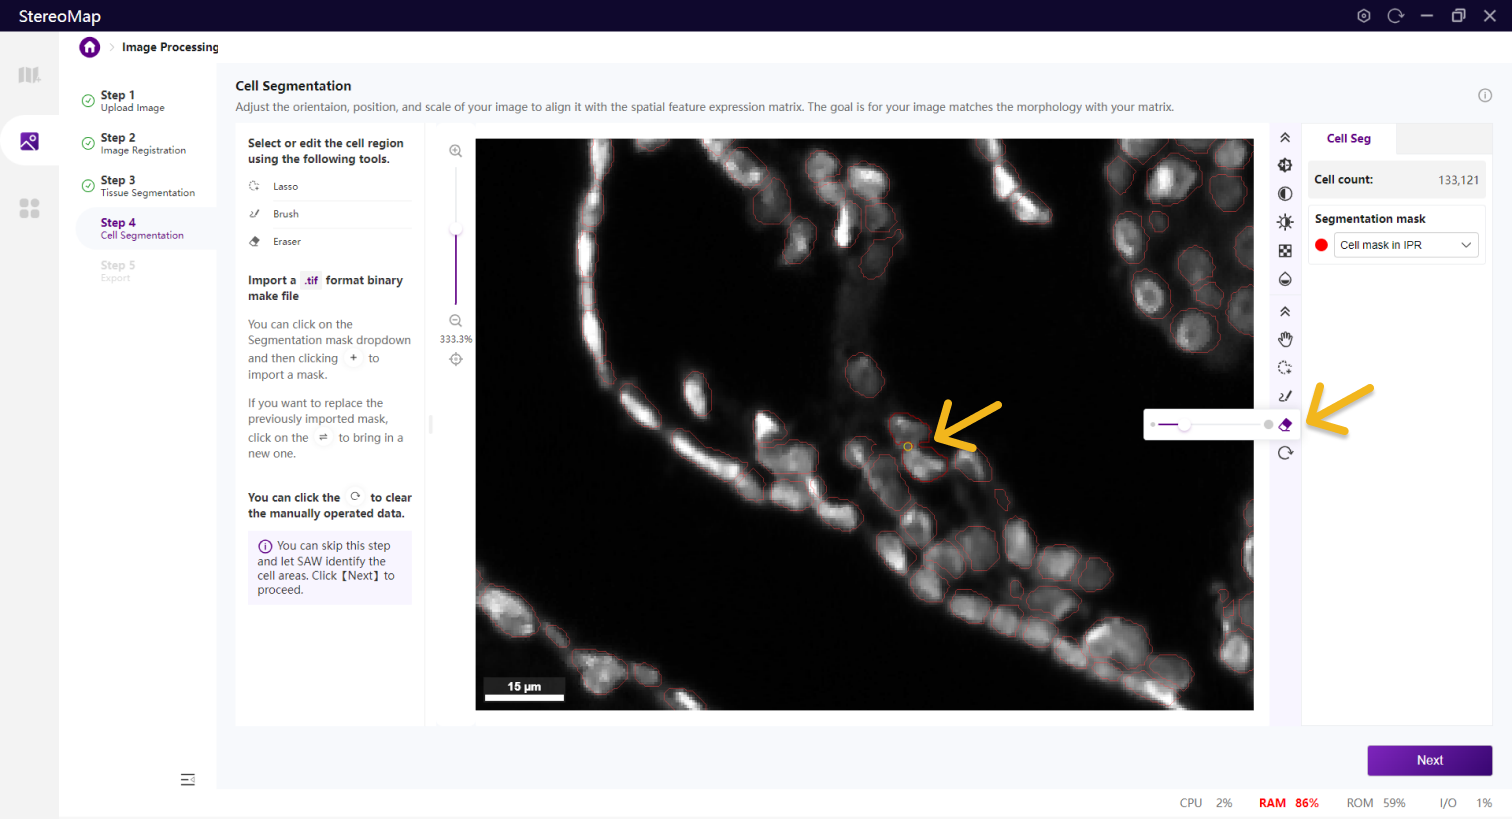 StereoMap
Image Processing
Step 1
Upload Image
Step 2
Image Registration
Step 3
Tissue Segmentation
Step 4
Cell Segmentation
Step 5
Export
Cell Segmentation
Adjust the orientaion, position, and scale of your image to align it with the spatial feature expression matrix. The goal is for your image matches the morphology with your matrix.
Select or edit the cell region
using the following tools.
Lasso
Brush
Eraser
Import a .tif format binary
make file
You can click on the
Segmentation mask dropdown
and then clicking + to
import a mask.
If you want to replace the
previously imported mask,
click on the ⇌ to bring in a
new one.
You can click the ⟳ to clear
the manually operated data.
You can skip this step
and let SAW identify the
cell areas. Click【Next】to
proceed.
333.3%
15 μm
Cell Seg
Cell count: 133,121
Segmentation mask
Cell mask in IPR
Next
CPU 2% RAM 86% ROM 59% I/O 1%